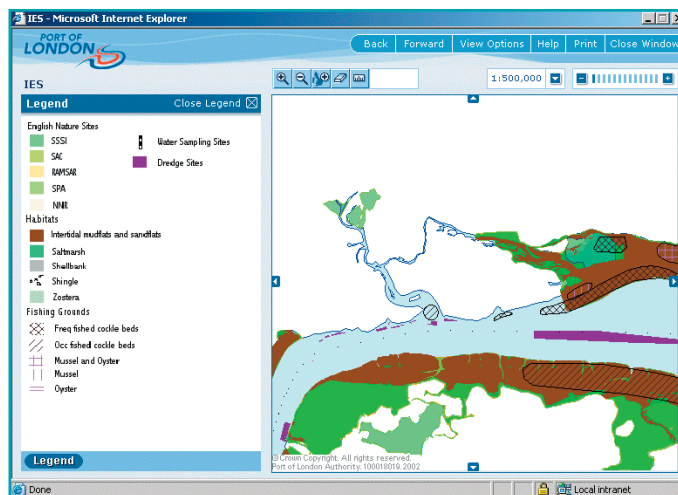 IES - Microsoft Internet Explorer
PORT OF
LONDON
Back Forward View Options Help Print Close Window
IES
1:500,000
Legend Close Legend
English Nature Sites
SSSI
SAC
RAMSAR
SPA
NNR
Water Sampling Sites
Dredge Sites
Habitats
Intertidal mudflats and sandflats
Saltmarsh
Shellbank
Shingle
Zostera
Fishing Grounds
Freq fished cockle beds
Occ fished cockle beds
Mussel and Oyster
Mussel
Oyster
© Crown Copyright. All rights reserved.
Port of London Authority. 100018019.2002
Legend
Done Local intranet